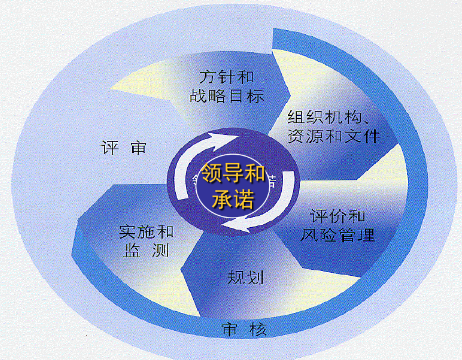 方针和
战略目标
组织机构、
资源和文件
评价和
风险管理
规划
实施和
监 测
评 审
领导和
承诺
审 核